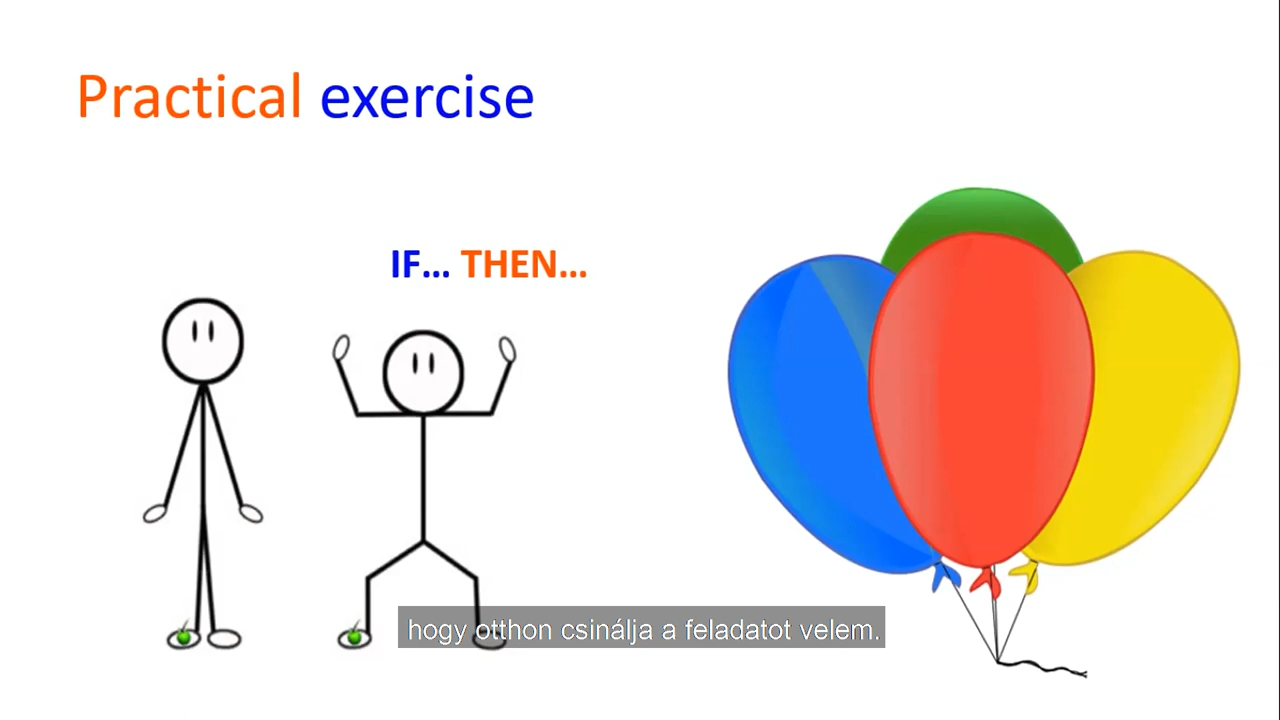 Practical exercise
IF... THEN...
hogy otthon csinálja a feladatot velem.